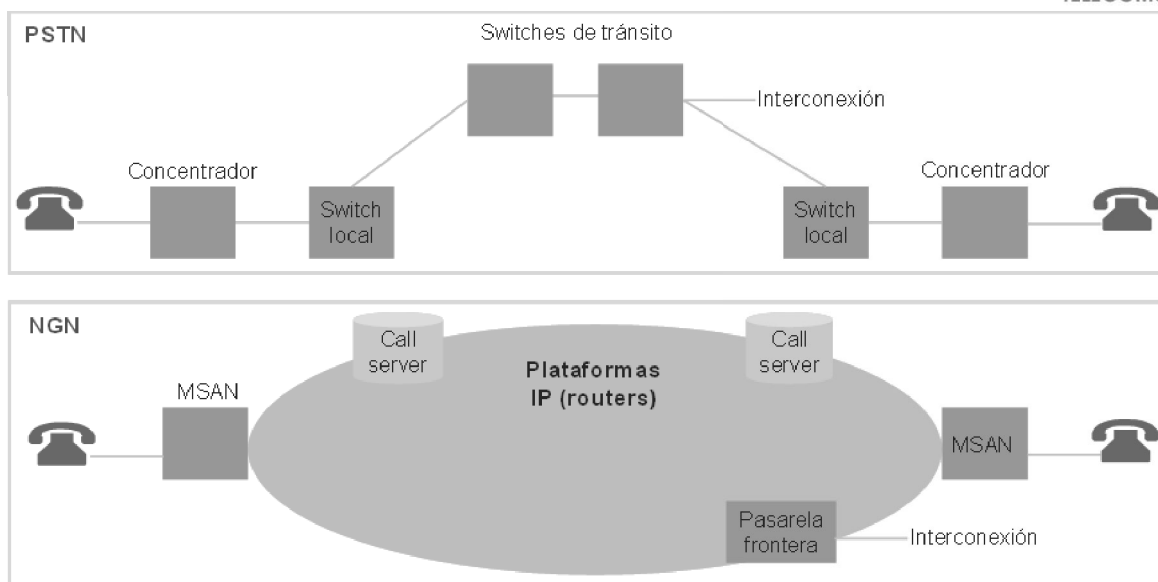 PSTN
Switches de tránsito
Interconexión
Concentrador
Concentrador
Switch
local
Switch
local
NGN
Call
server
Call
server
Plataformas
IP (routers)
MSAN
MSAN
Pasarela
frontera
Interconexión